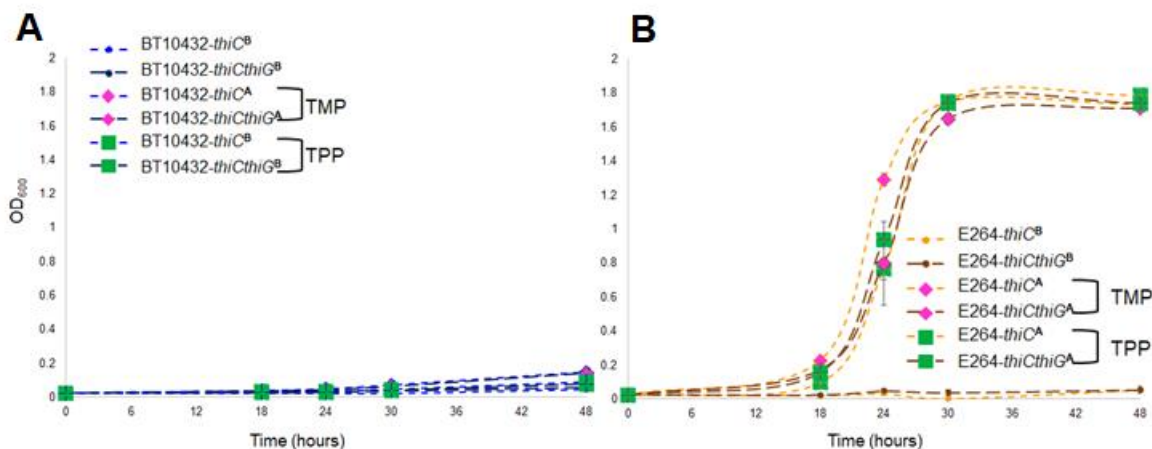 A
BT10432-thiCᴮ
BT10432-thiCthiGᴮ
BT10432-thiCᴬ
BT10432-thiCthiGᴬ
TMP
BT10432-thiCᴮ
BT10432-thiCthiGᴮ
TPP
2
1.8
1.6
1.4
1.2
1
0.8
0.6
0.4
0.2
0
OD₆₀₀
0 6 12 18 24 30 36 42 48
Time (hours)
B
2
1.8
1.6
1.4
1.2
1
0.8
0.6
0.4
0.2
0
E264-thiCᴮ
E264-thiCthiGᴮ
E264-thiCᴬ
E264-thiCthiGᴬ
TMP
E264-thiCᴬ
E264-thiCthiGᴬ
TPP
0 6 12 18 24 30 36 42 48
Time (hours)